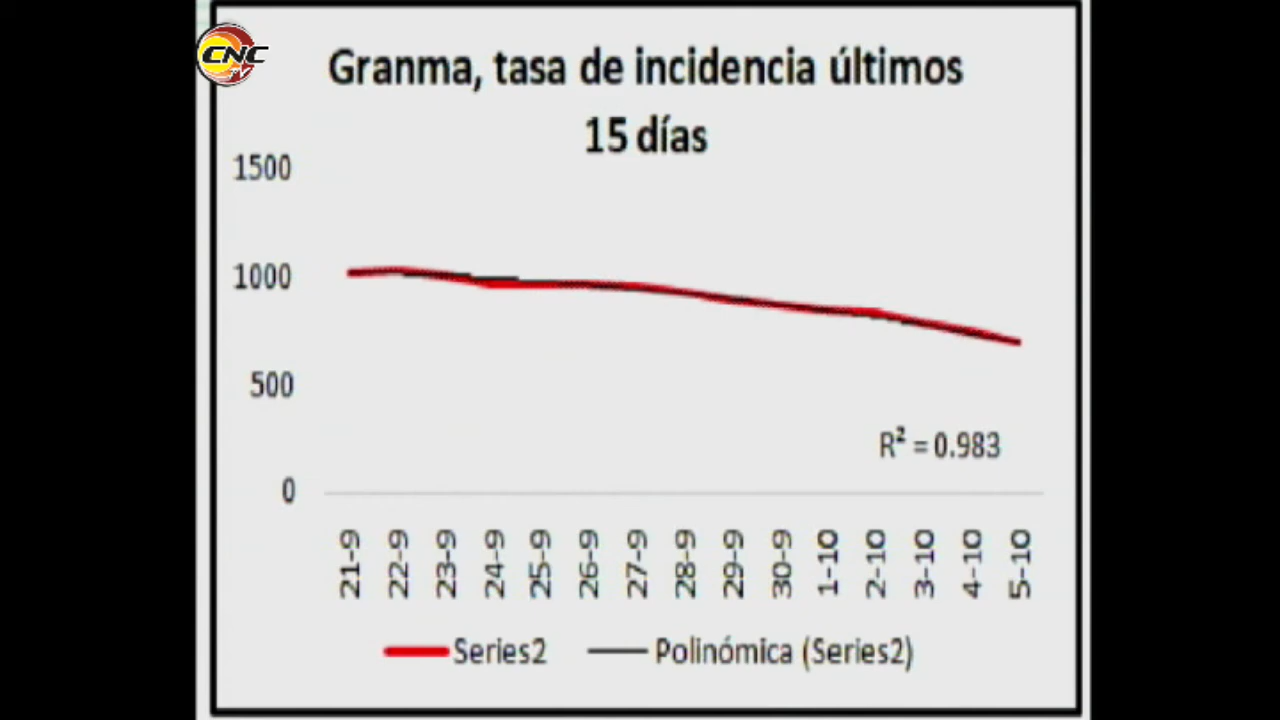 CNC
TV
Granma, tasa de incidencia últimos
15 días
1500
1000
500
0
R² = 0.983
21-9 22-9 23-9 24-9 25-9 26-9 27-9 28-9 29-9 30-9 1-10 2-10 3-10 4-10 5-10
Series2 Polinómica (Series2)